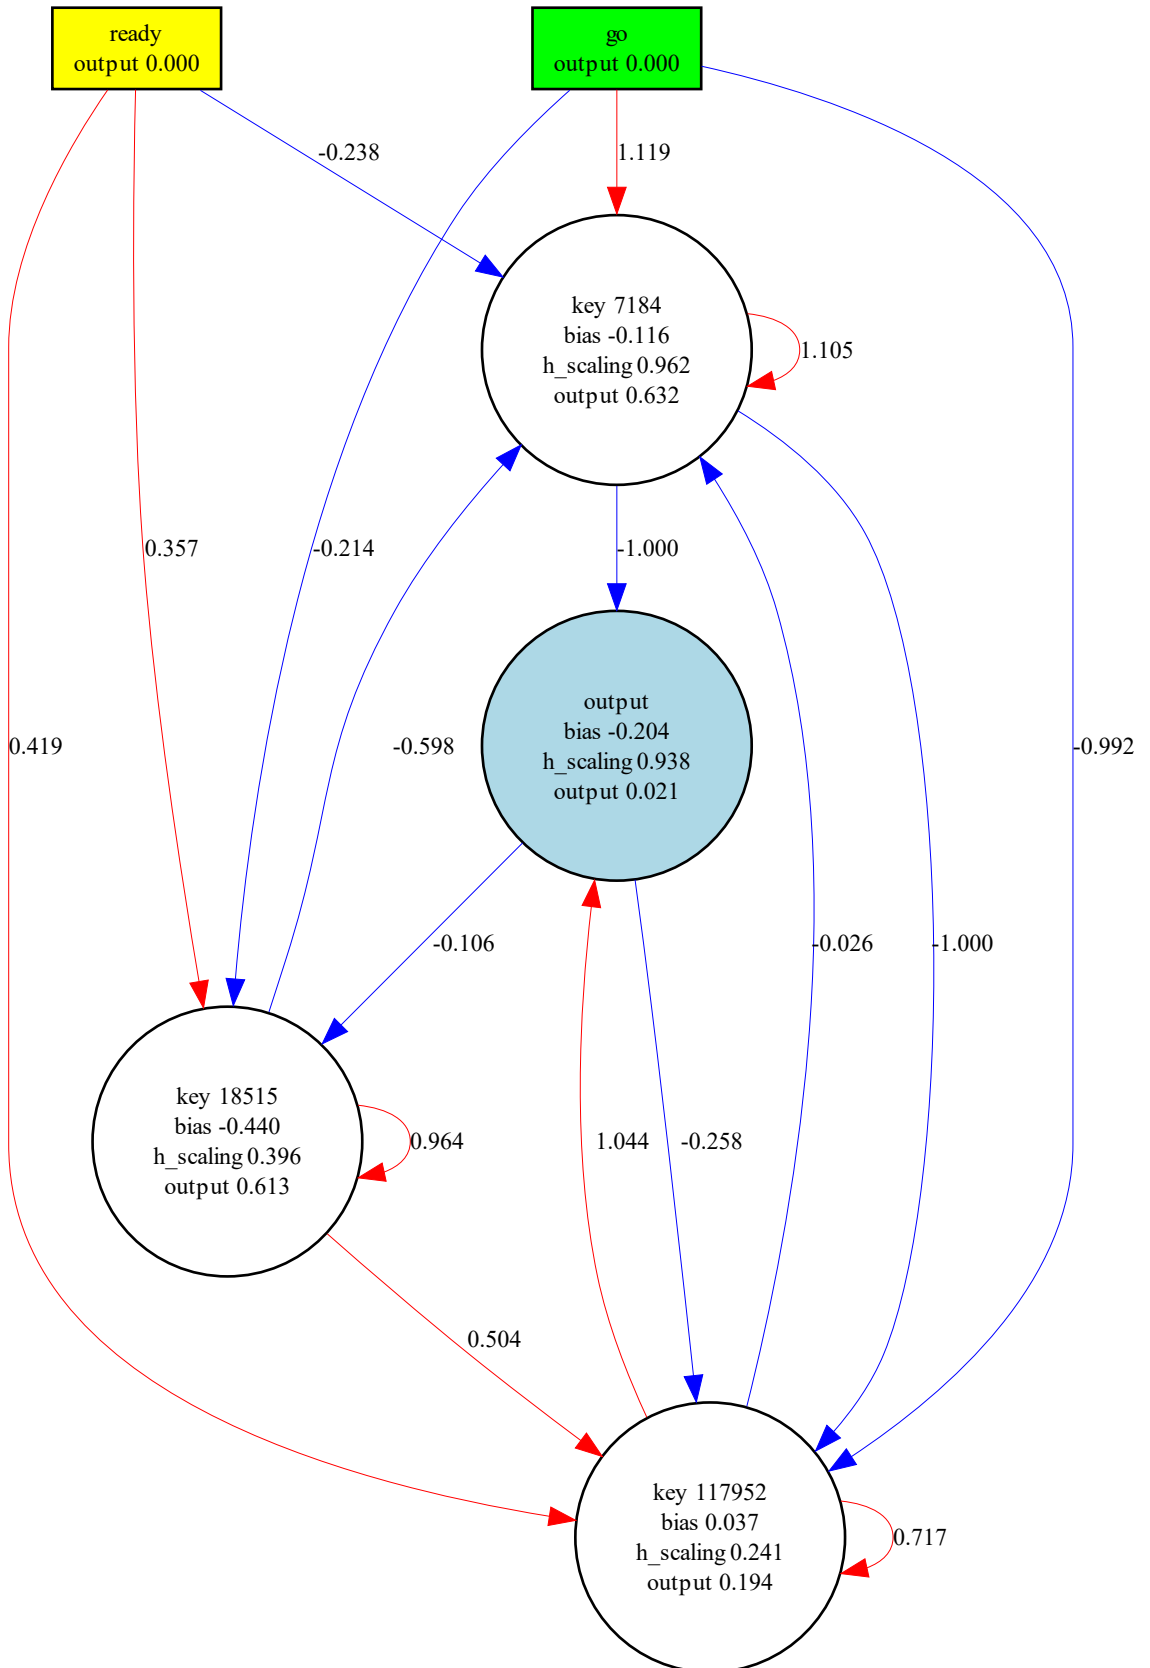 ready
output 0.000
go
output 0.000
-0.238
1.119
key 7184
bias -0.116
h_scaling 0.962
output 0.632
1.105
0.357
-0.214
-1.000
output
bias -0.204
h_scaling 0.938
output 0.021
0.419
-0.598
-0.992
-0.106
-0.026
-1.000
key 18515
bias -0.440
h_scaling 0.396
output 0.613
0.964
1.044
-0.258
0.504
key 117952
bias 0.037
h_scaling 0.241
output 0.194
0.717